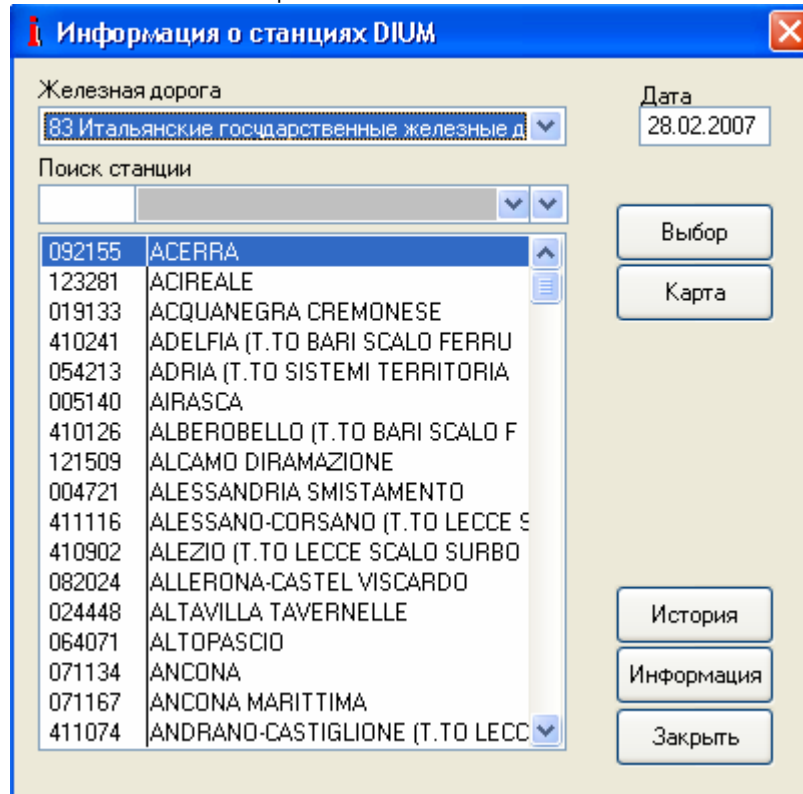 Информация о станциях DIUM
Железная дорога
Дата
83 Итальянские государственные железные д
28.02.2007
Поиск станции
Выбор
Карта
092155 ACERRA
123281 ACIREALE
019133 ACQUANEGRA CREMONESE
410241 ADELFIA (T.TO BARI SCALO FERRU
054213 ADRIA (T.TO SISTEMI TERRITORIA
005140 AIRASCA
410126 ALBEROBELLO (T.TO BARI SCALO F
121509 ALCAMO DIRAMAZIONE
004721 ALESSANDRIA SMISTAMENTO
411116 ALESSANO-CORSANO (T.TO LECCE S
410902 ALEZIO (T.TO LECCE SCALO SURBO
082024 ALLERONA-CASTEL VISCARDO
024448 ALTAVILLA TAVERNELLE
064071 ALTOPASCIO
071134 ANCONA
071167 ANCONA MARITTIMA
411074 ANDRANO-CASTIGLIONE (T.TO LECC
История
Информация
Закрыть